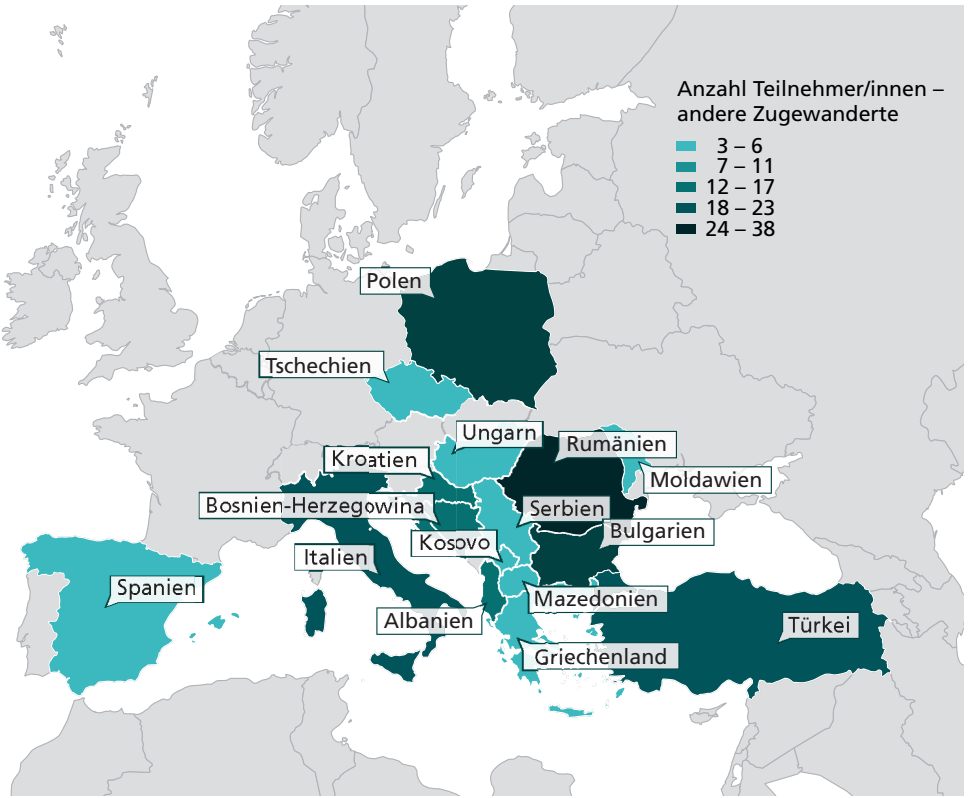 Anzahl Teilnehmer/innen –
andere Zugewanderte
3 – 6
7 – 11
12 – 17
18 – 23
24 – 38
Polen
Tschechien
Ungarn
Rumänien
Kroatien
Moldawien
Bosnien-Herzegowina
Serbien
Bulgarien
Kosovo
Italien
Spanien
Mazedonien
Albanien
Türkei
Griechenland